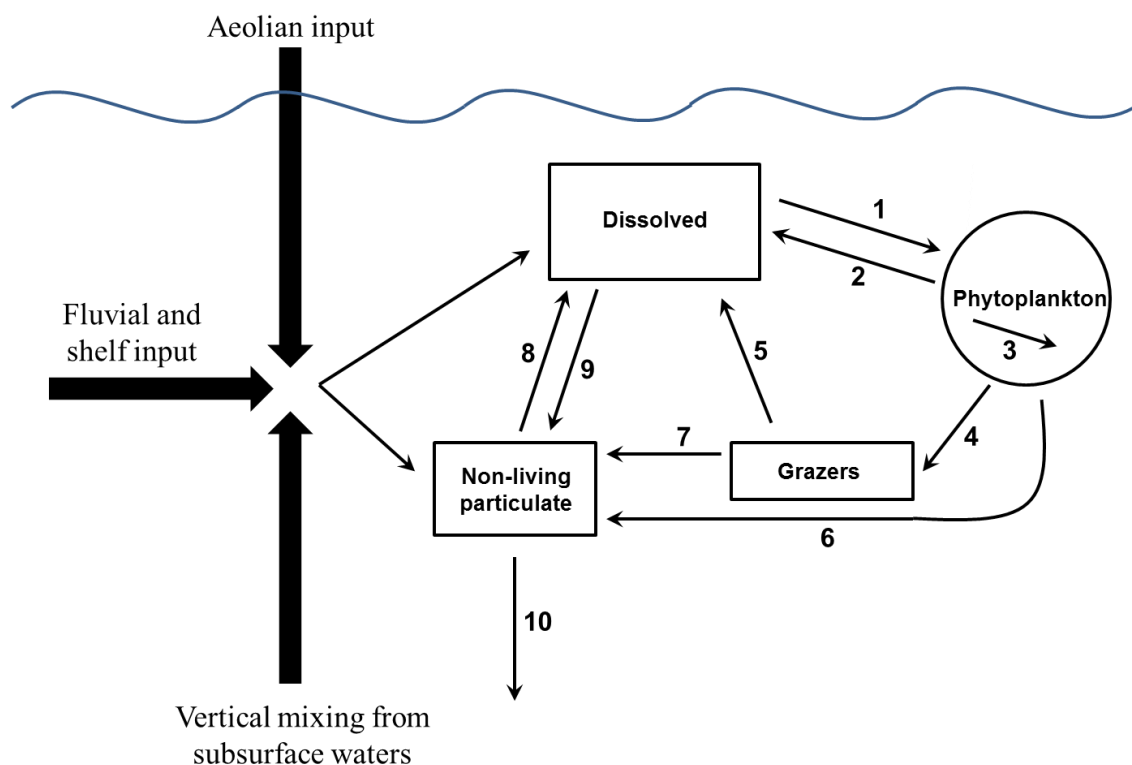 Aeolian input
Dissolved
1
2
Phytoplankton
3
Fluvial and
shelf input
8
9
5
4
7
Non-living
particulate
Grazers
6
10
Vertical mixing from
subsurface waters